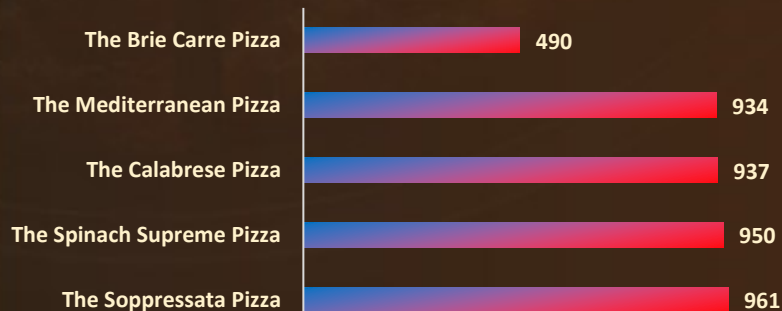 The Brie Carre Pizza 490
The Mediterranean Pizza 934
The Calabrese Pizza 937
The Spinach Supreme Pizza 950
The Soppressata Pizza 961